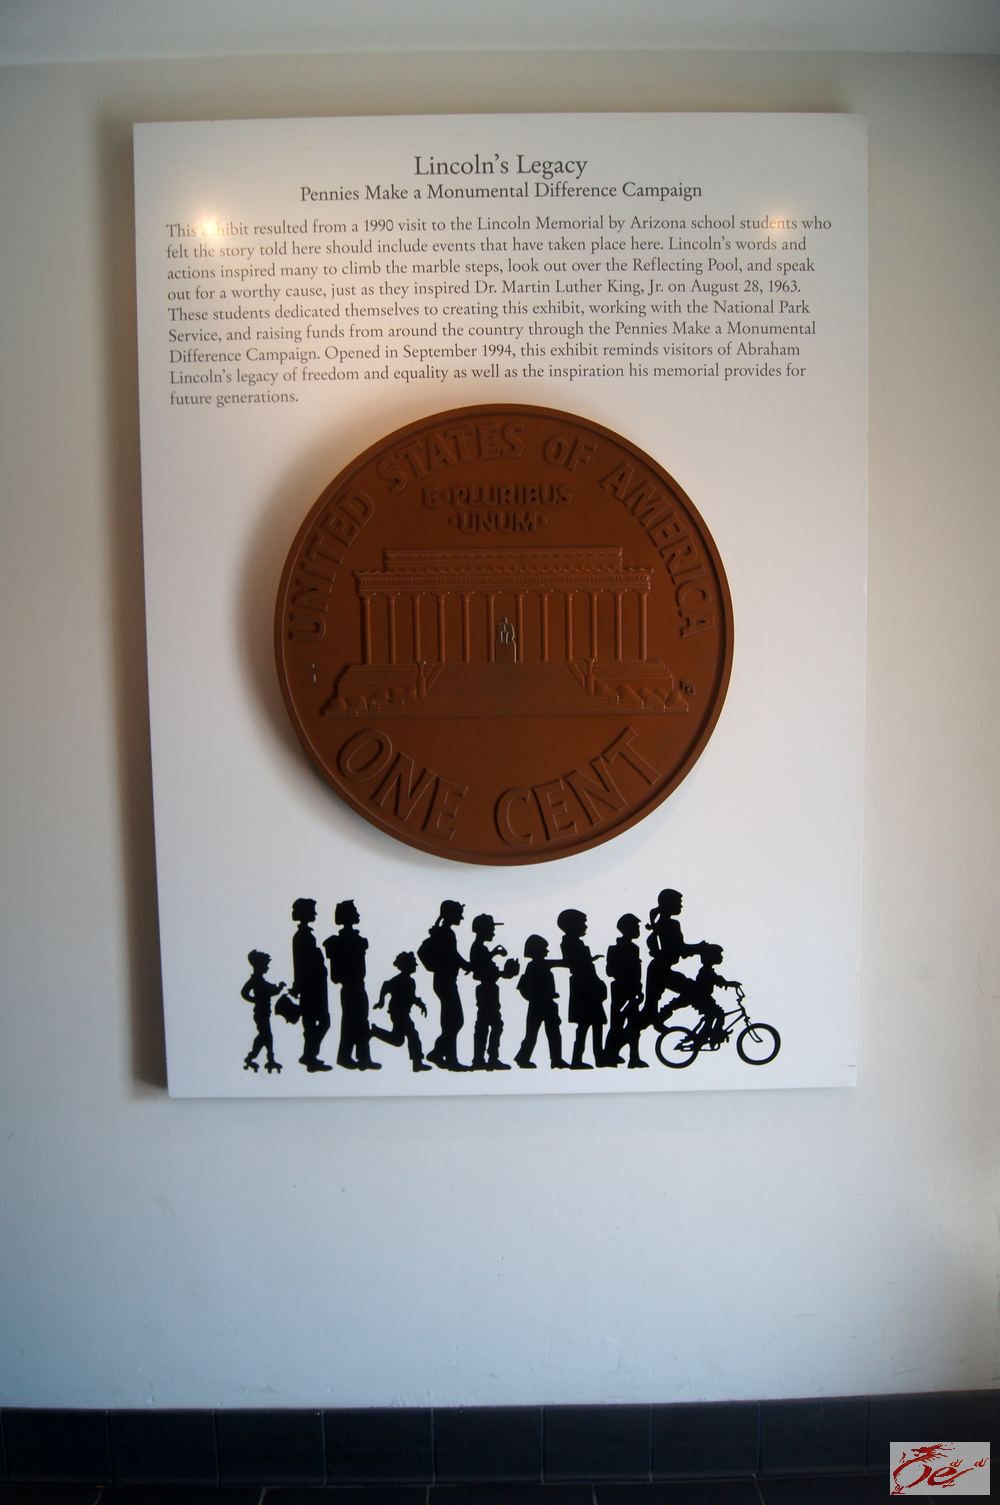 Lincoln's Legacy
Pennies Make a Monumental Difference Campaign
This exhibit resulted from a 1990 visit to the Lincoln Memorial by Arizona school students who
felt the story told here should include events that have taken place here. Lincoln's words and
actions inspired many to climb the marble steps, look out over the Reflecting Pool, and speak
out for a worthy cause, just as they inspired Dr. Martin Luther King, Jr. on August 28, 1963.
These students dedicated themselves to creating this exhibit, working with the National Park
Service, and raising funds from around the country through the Pennies Make a Monumental
Difference Campaign. Opened in September 1994, this exhibit reminds visitors of Abraham
Lincoln's legacy of freedom and equality as well as the inspiration his memorial provides for
future generations.
UNITED STATES OF AMERICA
E·PLURIBUS
·UNUM·
ONE CENT